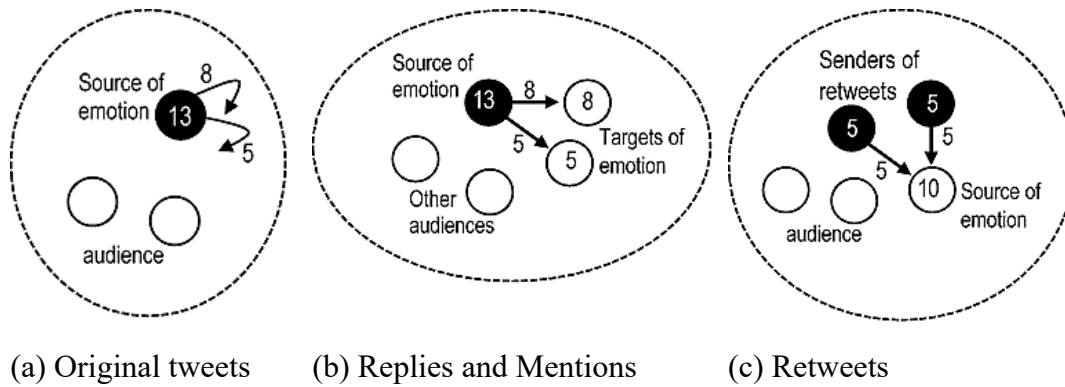 Source of
emotion
8
13
5
audience
(a) Original tweets
Source of
emotion
13
8
8
5
5
Targets of
emotion
Other
audiences
(b) Replies and Mentions
Senders of
retweets
5
5
5
5
10
Source of
emotion
audience
(c) Retweets